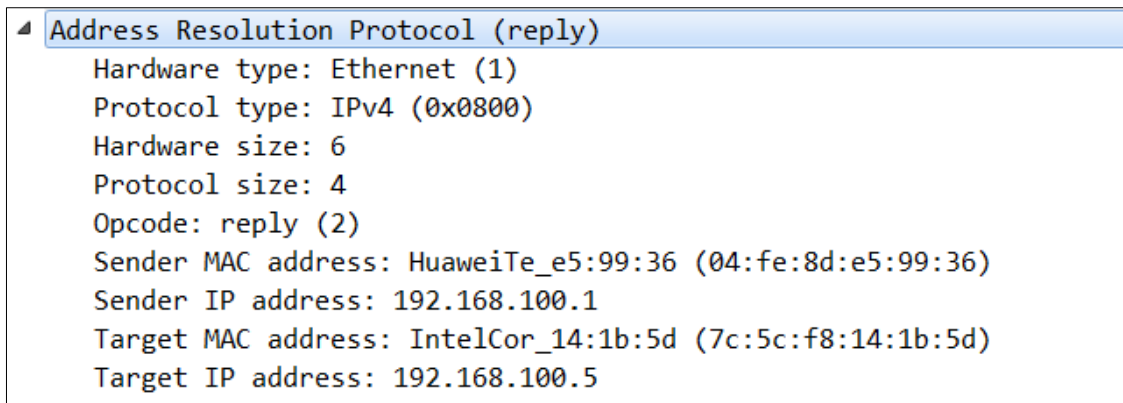 Address Resolution Protocol (reply)
Hardware type: Ethernet (1)
Protocol type: IPv4 (0x0800)
Hardware size: 6
Protocol size: 4
Opcode: reply (2)
Sender MAC address: HuaweiTe_e5:99:36 (04:fe:8d:e5:99:36)
Sender IP address: 192.168.100.1
Target MAC address: IntelCor_14:1b:5d (7c:5c:f8:14:1b:5d)
Target IP address: 192.168.100.5